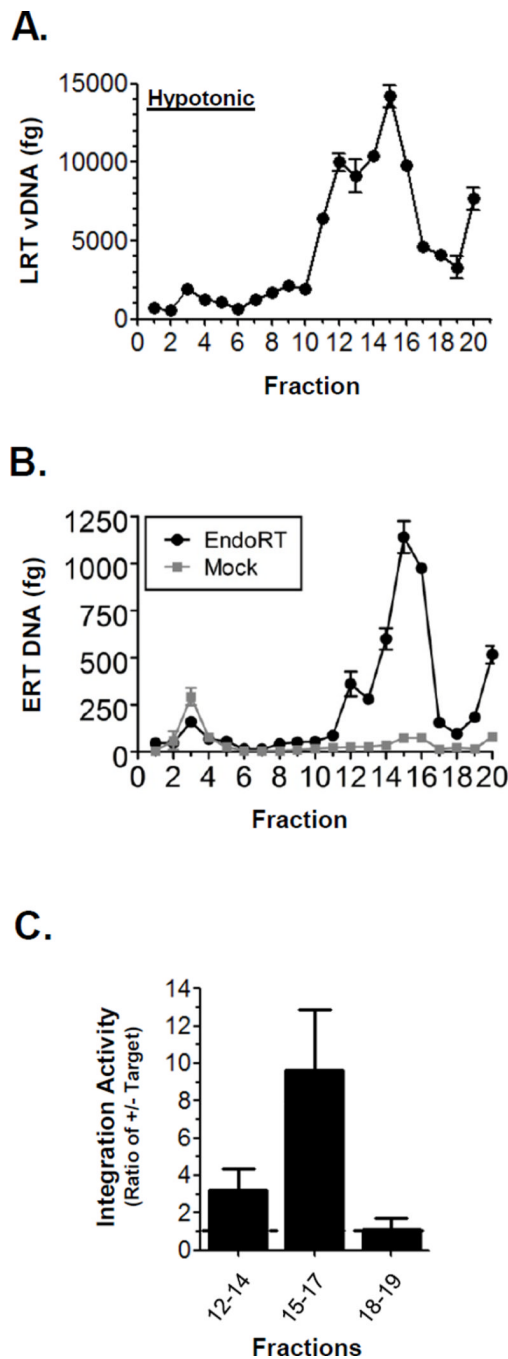 A.
Hypotonic
LRT vDNA (fg)
15000
10000
5000
0
0 2 4 6 8 10 12 14 16 18 20
Fraction
B.
EndoRT
Mock
ERT DNA (fg)
1250
1000
750
500
250
0
0 2 4 6 8 10 12 14 16 18 20
Fraction
C.
Integration Activity
(Ratio of +/- Target)
14
12
10
8
6
4
2
0
12-14 15-17 18-19
Fractions